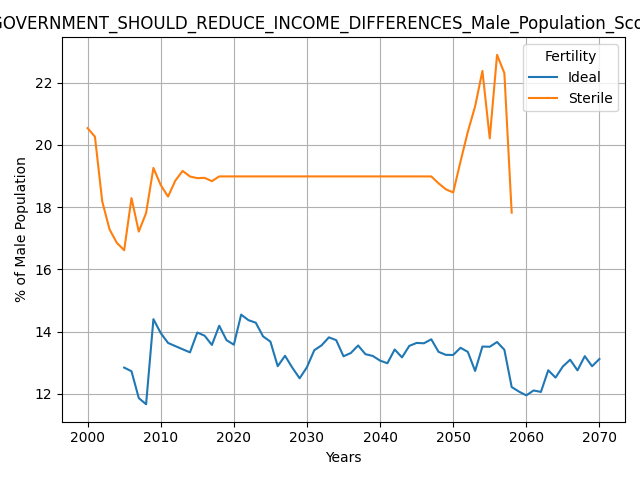 GOVERNMENT_SHOULD_REDUCE_INCOME_DIFFERENCES_Male_Population_Sco
Fertility
Ideal
Sterile
% of Male Population
22
20
18
16
14
12
2000 2010 2020 2030 2040 2050 2060 2070
Years